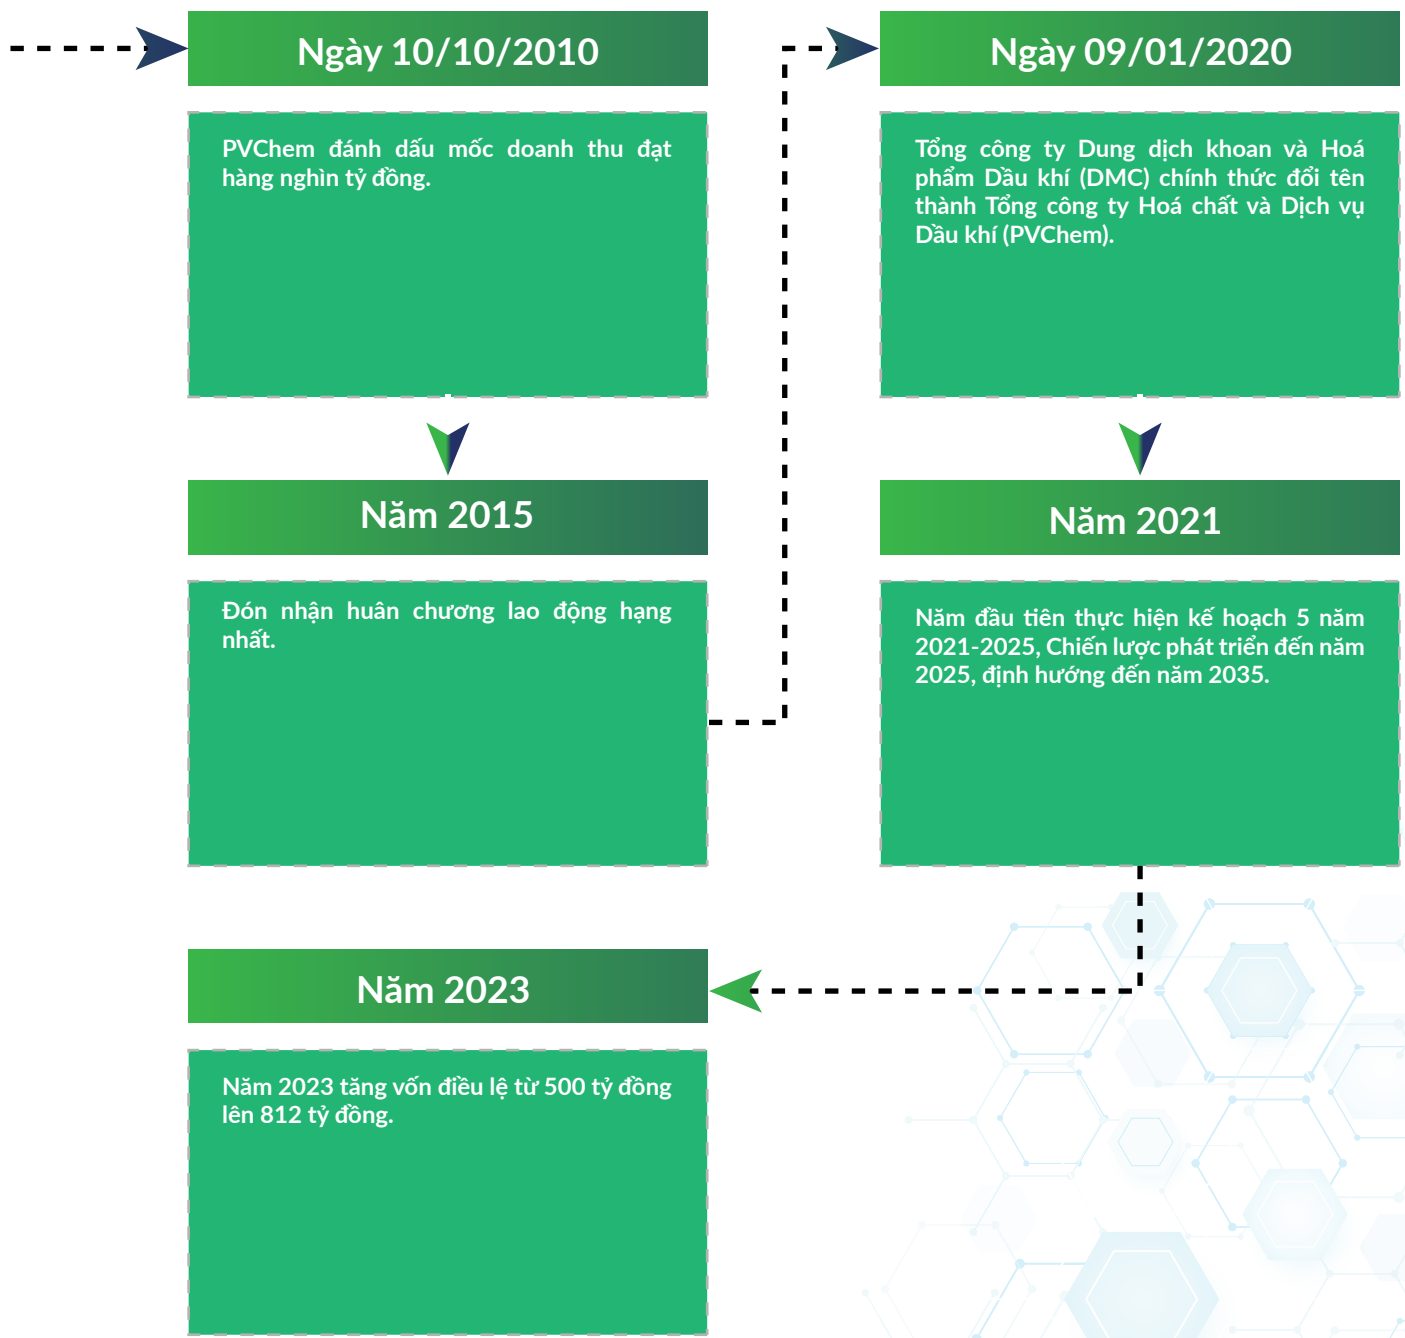 Ngày 10/10/2010
PVChem đánh dấu mốc doanh thu đạt
hàng nghìn tỷ đồng.
Năm 2015
Đón nhận huân chương lao động hạng
nhất.
Ngày 09/01/2020
Tổng công ty Dung dịch khoan và Hoá
phẩm Dầu khí (DMC) chính thức đổi tên
thành Tổng công ty Hoá chất và Dịch vụ
Dầu khí (PVChem).
Năm 2021
Năm đầu tiên thực hiện kế hoạch 5 năm
2021-2025, Chiến lược phát triển đến năm
2025, định hướng đến năm 2035.
Năm 2023
Năm 2023 tăng vốn điều lệ từ 500 tỷ đồng
lên 812 tỷ đồng.